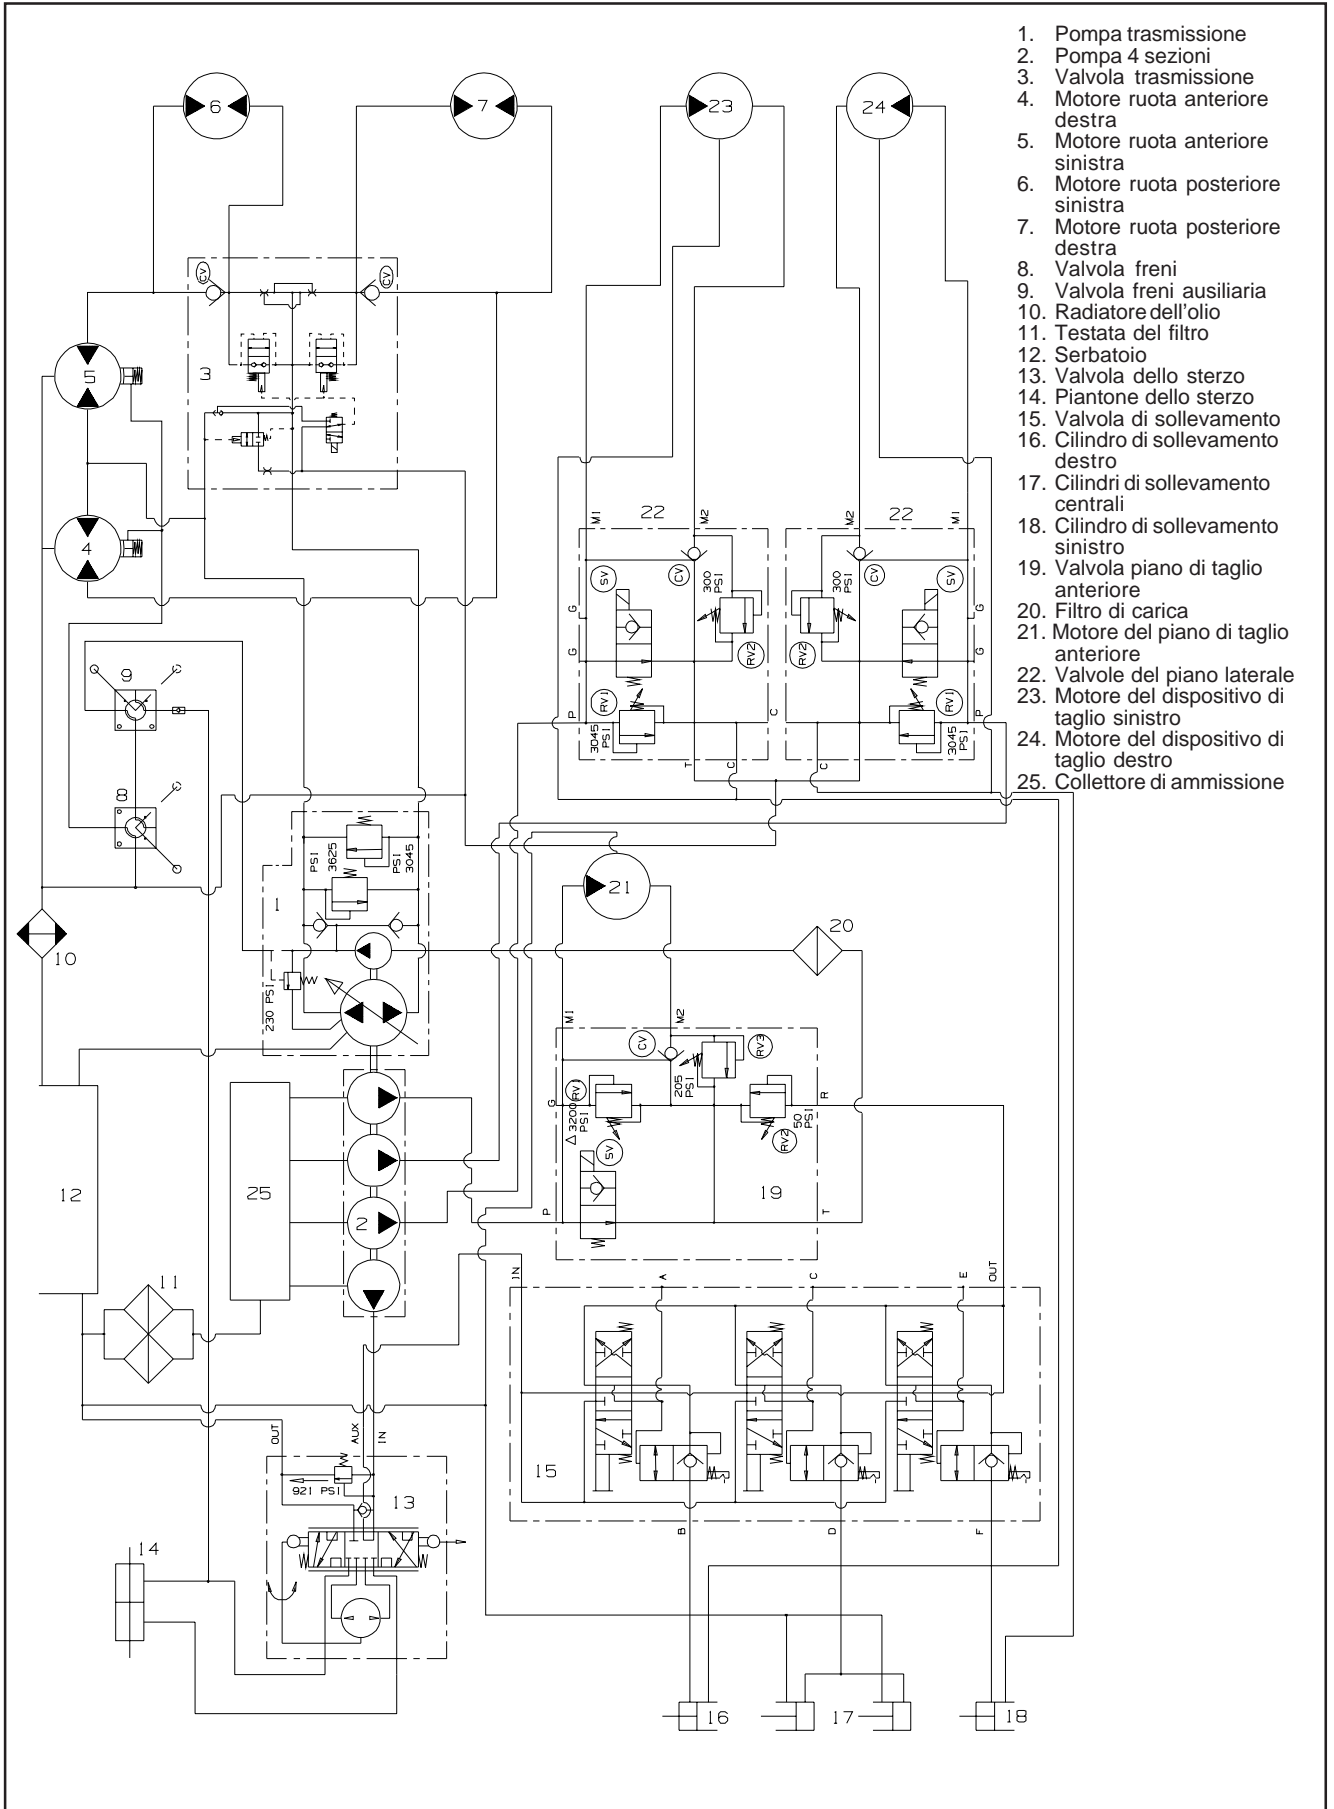 1. Pompa trasmissione
2. Pompa 4 sezioni
3. Valvola trasmissione
4. Motore ruota anteriore
destra
5. Motore ruota anteriore
sinistra
6. Motore ruota posteriore
sinistra
7. Motore ruota posteriore
destra
8. Valvola freni
9. Valvola freni ausiliaria
10. Radiatore dell'olio
11. Testata del filtro
12. Serbatoio
13. Valvola dello sterzo
14. Piantone dello sterzo
15. Valvola di sollevamento
16. Cilindro di sollevamento
destro
17. Cilindri di sollevamento
centrali
18. Cilindro di sollevamento
sinistro
19. Valvola piano di taglio
anteriore
20. Filtro di carica
21. Motore del piano di taglio
anteriore
22. Valvole del piano laterale
23. Motore del dispositivo di
taglio sinistro
24. Motore del dispositivo di
taglio destro
25. Collettore di ammissione
6
7
23
24
CV
CV
3
5
4
M1
22
M2
M2
22
M1
SV
CV
300
PSI
300
PSI
CV
SV
G
G
G
G
RV2
RV2
RV1
RV1
P
3045
PSI
T
C
C
C
3045
PSI
P
9
8
PSI
3625
PSI
3045
1
230 PSI
10
21
20
M1
M2
CV
RV3
205
PSI
G
RV1
△ 3200
PSI
SV
RV2
50
PSI
R
P
19
T
12
25
2
11
IN
A
C
E
OUT
15
B
D
F
OUT
AUX
IN
921 PSI
13
14
16
17
18